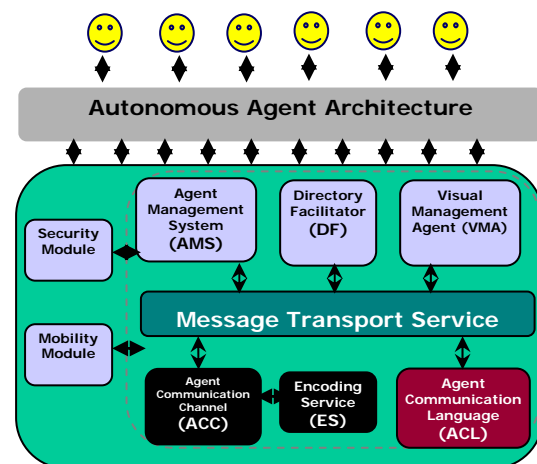 Autonomous Agent Architecture
Agent
Management
System
(AMS)
Directory
Facilitator
(DF)
Visual
Management
Agent (VMA)
Security
Module
Message Transport Service
Mobility
Module
Agent
Communication
Channel
(ACC)
Encoding
Service
(ES)
Agent
Communication
Language
(ACL)